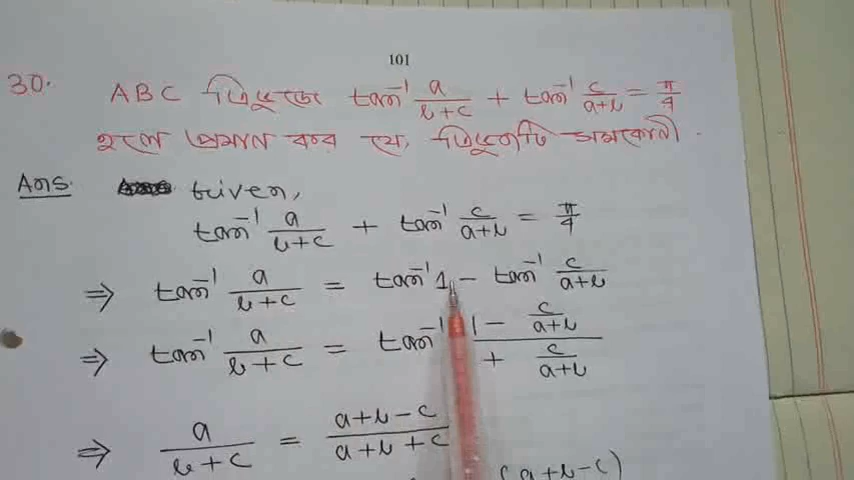 101
30. ABC ত্রিভুজে tan⁻¹ a/(b+c) + tan⁻¹ c/(a+b) = π/4
হলে প্রমান কর যে, ত্রিভুজটি সমকোনী.
Ans Given,
tan⁻¹ a/(b+c) + tan⁻¹ c/(a+b) = π/4
⇒ tan⁻¹ a/(b+c) = tan⁻¹ 1 - tan⁻¹ c/(a+b)
⇒ tan⁻¹ a/(b+c) = tan⁻¹ (1 - c/(a+b))/( + c/(a+b))
⇒ a/(b+c) = (a+b-c)/(a+b+c)
(a+b-c)